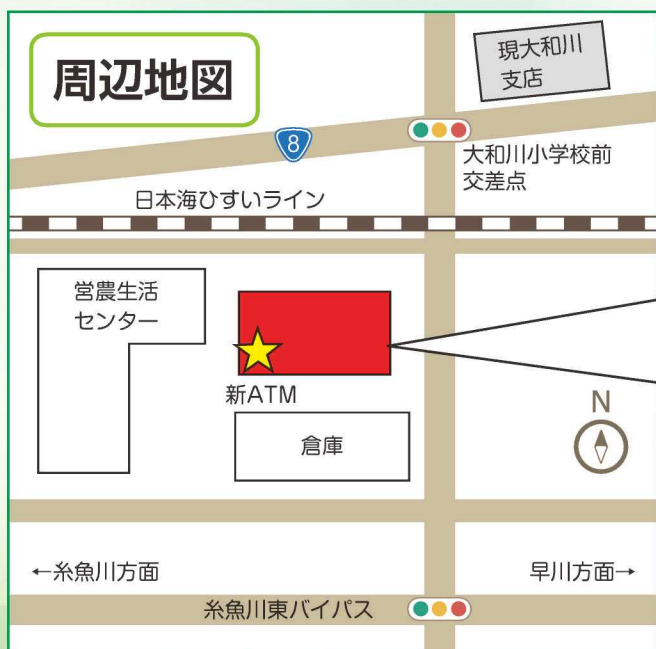 周辺地図
現大和川
支店
8
大和川小学校前
交差点
日本海ひすいライン
営農生活
センター
新ATM
倉庫
N
←糸魚川方面
早川方面→
糸魚川東バイパス